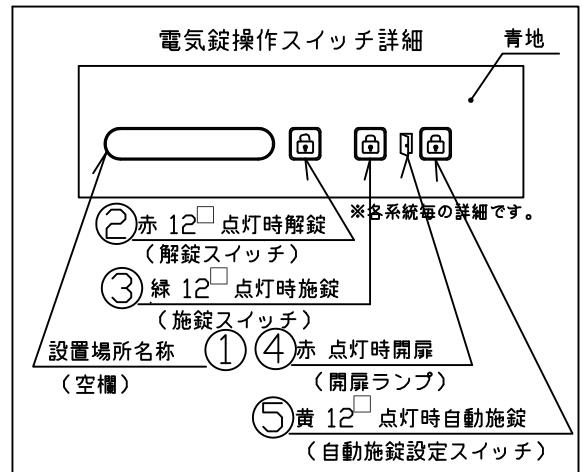 電気錠操作スイッチ詳細
青地
※各系統毎の詳細です。
②赤 12□ 点灯時解錠
(解錠スイッチ)
③緑 12□ 点灯時施錠
(施錠スイッチ)
設置場所名称 ①
(空欄)
④赤 点灯時開扉
(開扉ランプ)
⑤黄 12□ 点灯時自動施錠
(自動施錠設定スイッチ)